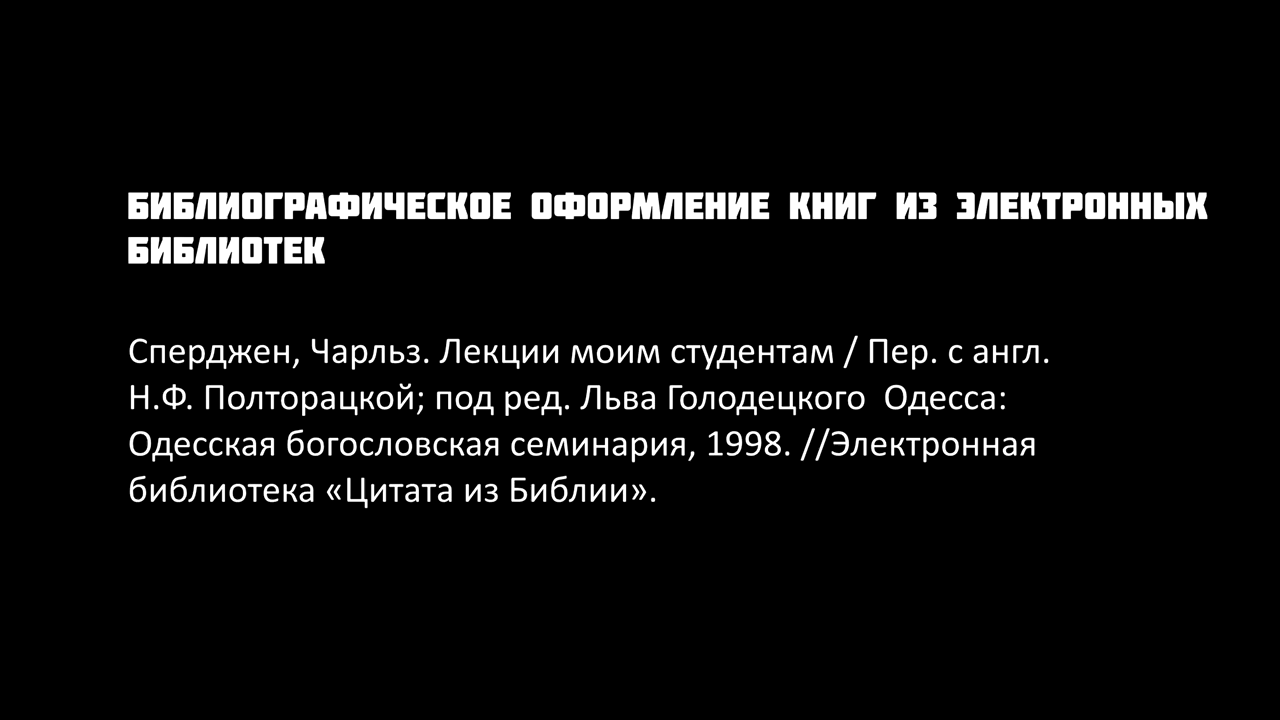 БИБЛИОГРАФИЧЕСКОЕ ОФОРМЛЕНИЕ КНИГ ИЗ ЭЛЕКТРОННЫХ
БИБЛИОТЕК
Сперджен, Чарльз. Лекции моим студентам / Пер. с англ.
Н.Ф. Полторацкой; под ред. Льва Голодецкого  Одесса:
Одесская богословская семинария, 1998. //Электронная
библиотека «Цитата из Библии».